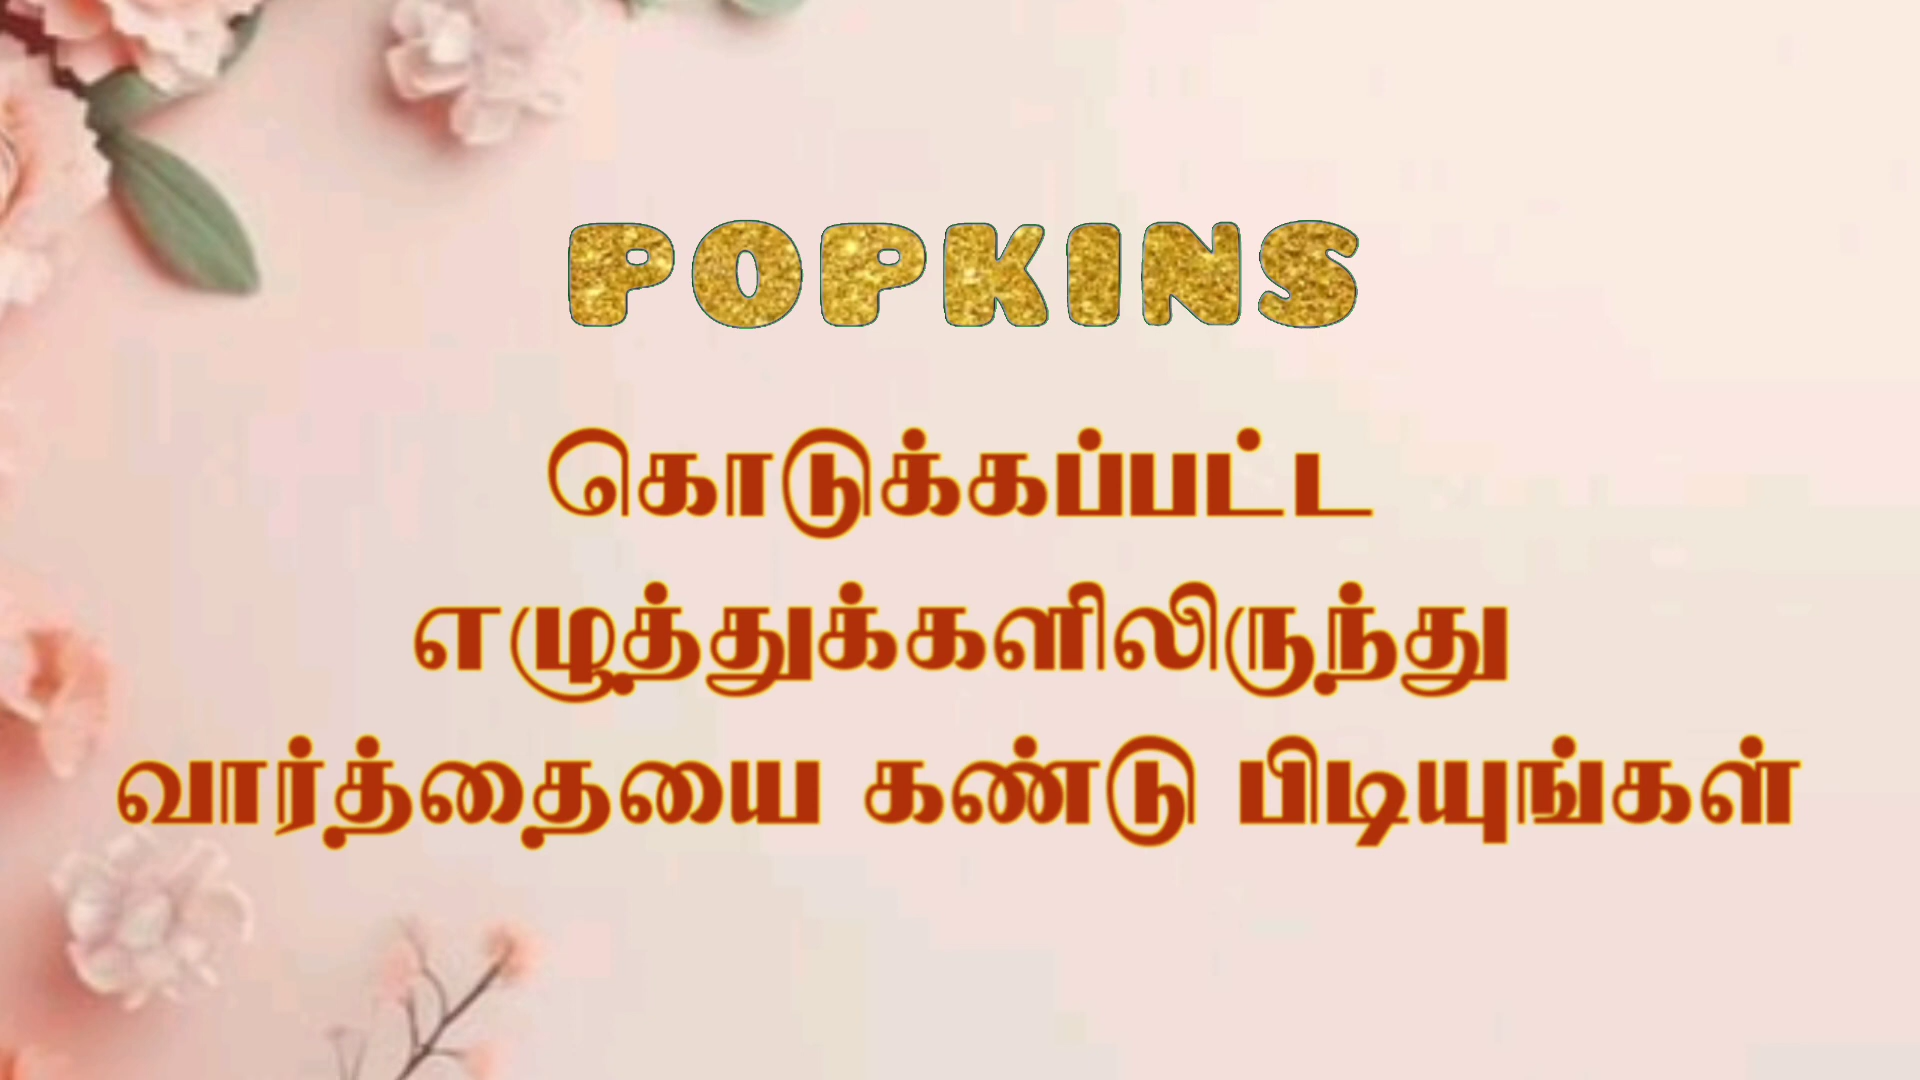 POPKINS
கொடுக்கப்பட்ட
எழுத்துக்களிலிருந்து
வார்த்தையை கண்டு பிடியுங்கள்